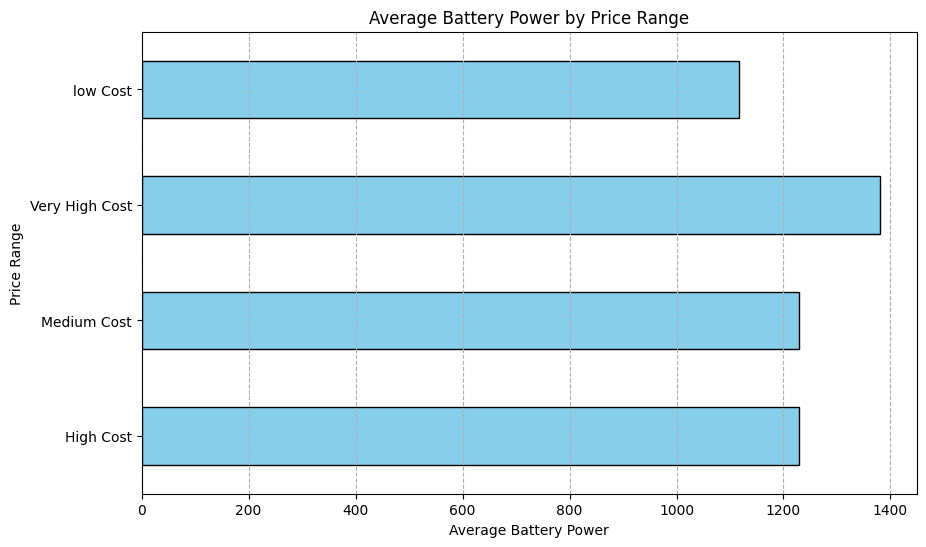 Average Battery Power by Price Range
low Cost
Very High Cost
Medium Cost
High Cost
Price Range
0 200 400 600 800 1000 1200 1400
Average Battery Power